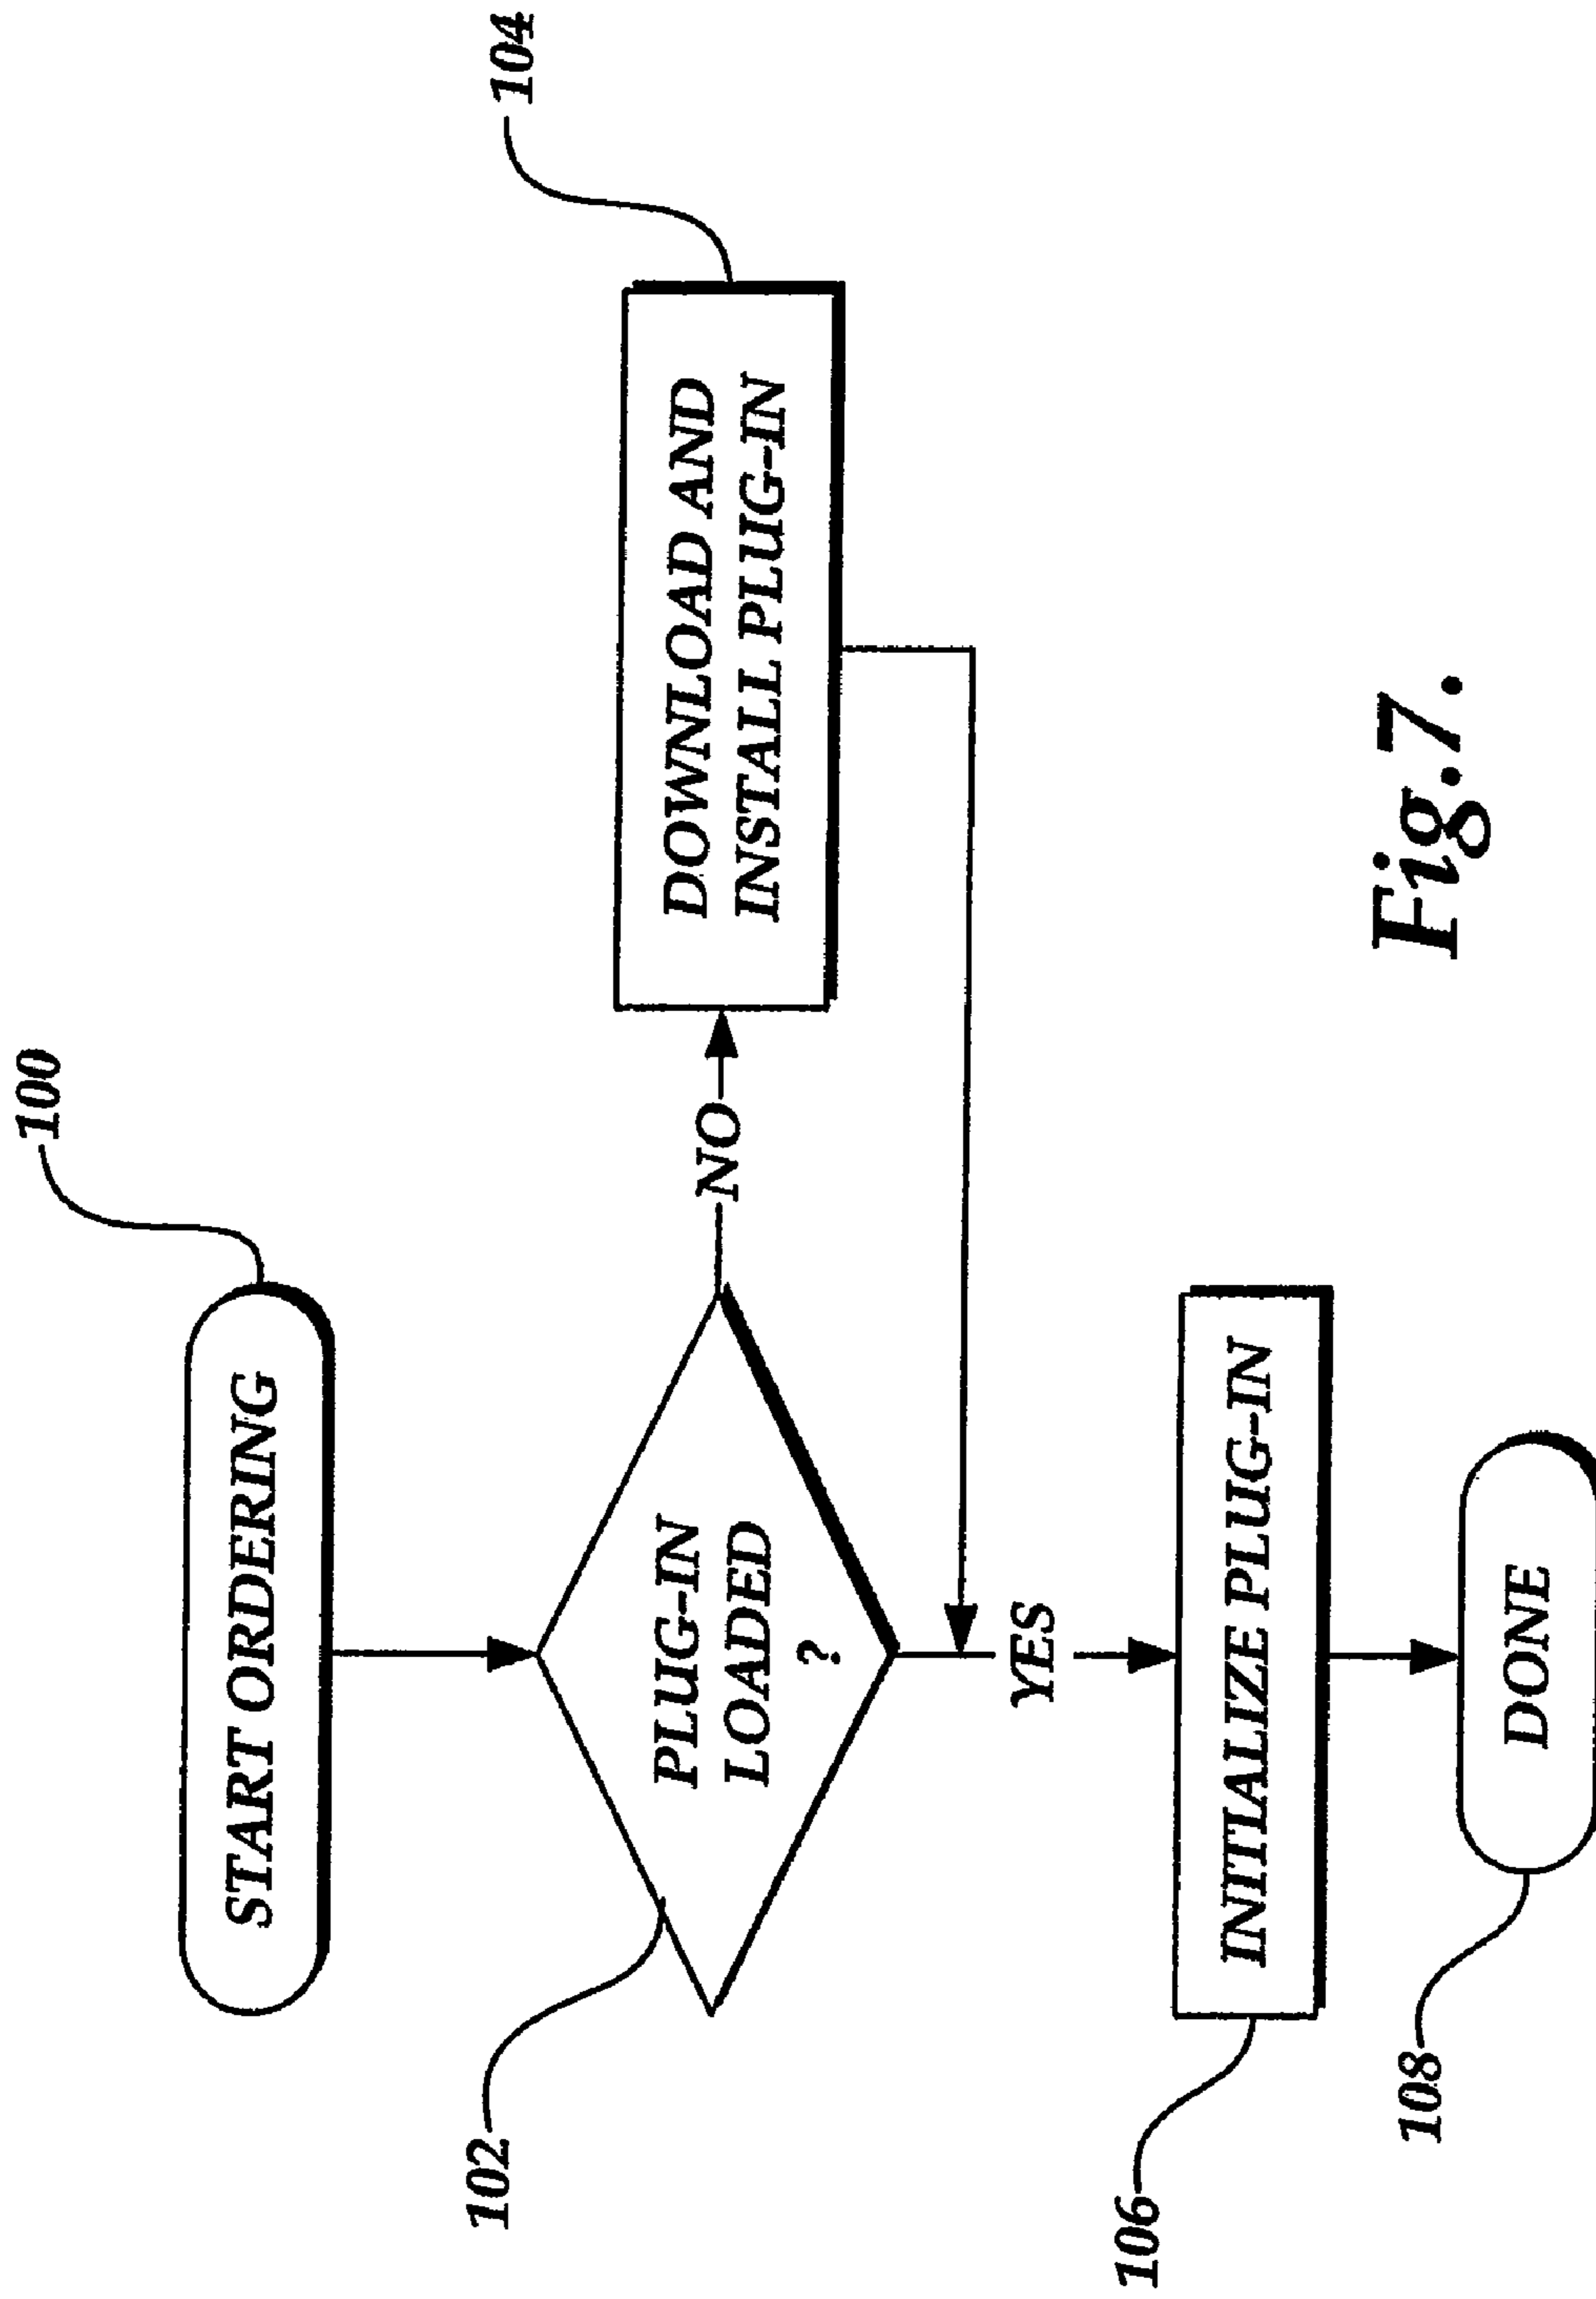 100
START ORDERING
102
PLUG-IN
LOADED
?
NO
104
DOWNLOAD AND
INSTALL PLUG-IN
YES
106
INITIALIZE PLUG-IN
108
DONE
Fig.7.